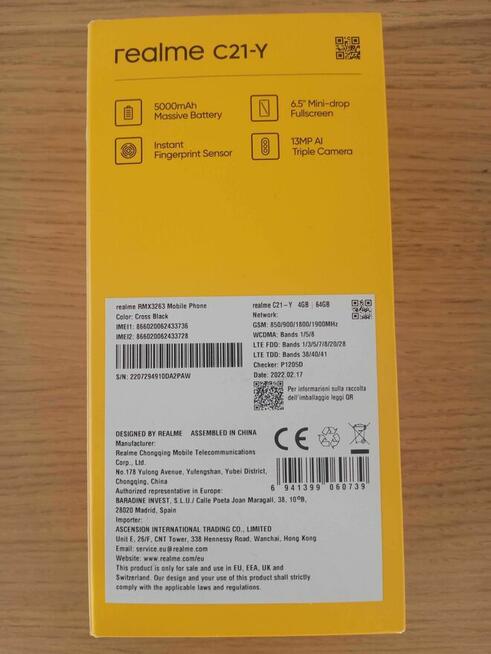 realme C21-Y
5000mAh
Massive Battery
6.5" Mini-drop
Fullscreen
Instant
Fingerprint Sensor
13MP AI
Triple Camera
realme RMX3263 Mobile Phone
Color: Cross Black
IMEI1: 866020062433736
IMEI2: 866020062433728
S/N: 2207294910DA2PAW
realme C21-Y 4GB | 64GB
Network:
GSM: 850/900/1800/1900MHz
WCDMA: Bands 1/5/8
LTE FDD: Bands 1/3/5/7/8/20/28
LTE TDD: Bands 38/40/41
Checker: P1205D
Date: 2022.02.17
Per informazioni sulla raccolta
dell'imballaggio leggi QR
DESIGNED BY REALME ASSEMBLED IN CHINA
Manufacturer:
Realme Chongqing Mobile Telecommunications
Corp., Ltd.
No.178 Yulong Avenue, Yufengshan, Yubei District,
Chongqing, China
Authorized representative in Europe:
BARADINE INVEST, S.L.U./ Calle Poeta Joan Maragall, 38, 10ºB,
28020 Madrid, Spain
Importer:
ASCENSION INTERNATIONAL TRADING CO., LIMITED
Unit E, 26/F, CNT Tower, 338 Hennessy Road, Wanchai, Hong Kong
Email: service.eu@realme.com
Website: www.realme.com/eu
This product is only for sale and use in EU, EEA, UK and
Switzerland. Our design and your use of this product shall strictly
comply with the applicable laws and regulations.
CE
6 941399 060739